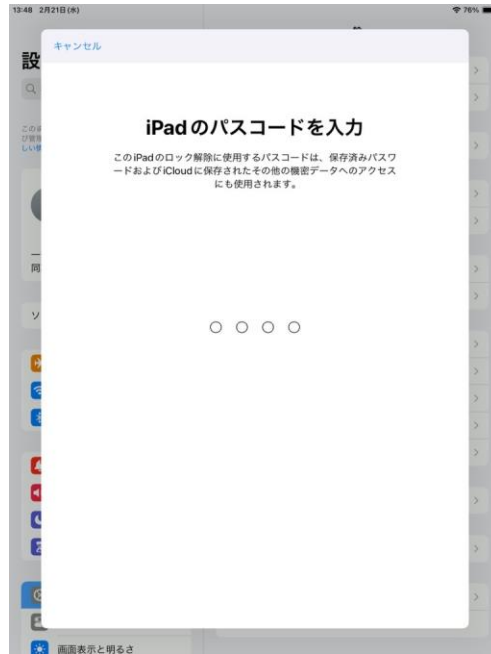 13:48 2月21日(水)
76%
キャンセル
設
iPadのパスコードを入力
このiPadのロック解除に使用するパスコードは、保存済みパスワ
ードおよびiCloudに保存されたその他の機密データへのアクセス
にも使用されます。
ソ
画面表示と明るさ